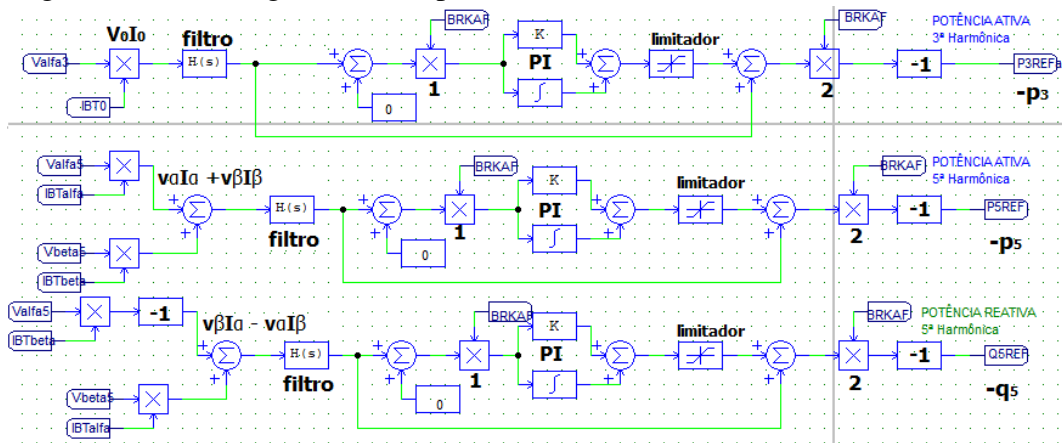 V0I0
filtro
BRKAF
limitador
BRKAF
POTÊNCIA ATIVA
3ª Harmônica
Valfa3
H(s)
K
PI
-1
P3REFa
IBT0
0
1
2
-p3
Valfa5
IBTalfa
vαIα +vβIβ
BRKAF
limitador
BRKAF
POTÊNCIA ATIVA
5ª Harmônica
H(s)
K
PI
-1
P5REF
Vbeta5
IBTbeta
filtro
0
1
2
-p5
Valfa5
IBTbeta
-1
vβIα - vαIβ
BRKAF
limitador
BRKAF
POTÊNCIA REATIVA
5ª Harmônica
H(s)
K
PI
-1
Q5REF
Vbeta5
IBTalfa
filtro
0
1
2
-q5